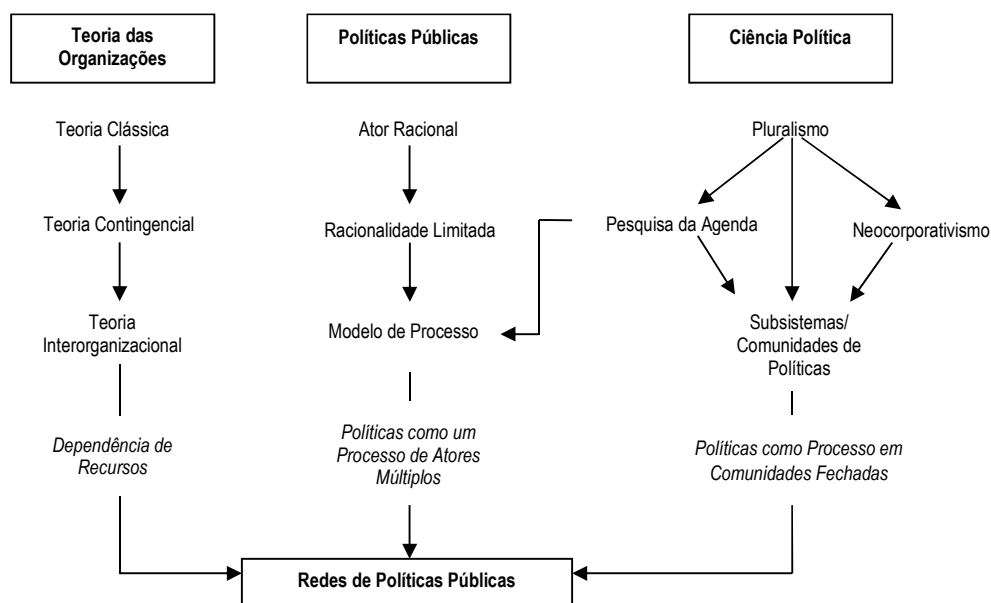 Teoria das
Organizações
Políticas Públicas
Ciência Política
Teoria Clássica
Ator Racional
Pluralismo
Teoria Contingencial
Racionalidade Limitada
Pesquisa da Agenda
Neocorporativismo
Teoria
Interorganizacional
Modelo de Processo
Subsistemas/
Comunidades de
Políticas
Dependência de
Recursos
Políticas como um
Processo de Atores
Múltiplos
Políticas como Processo em
Comunidades Fechadas
Redes de Políticas Públicas